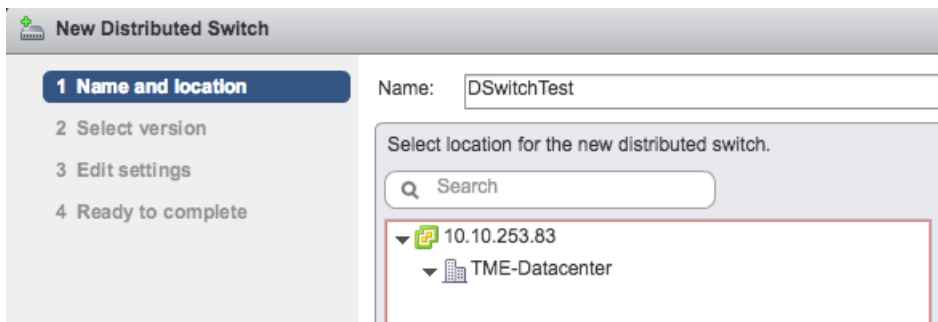 New Distributed Switch
1 Name and location
2 Select version
3 Edit settings
4 Ready to complete
Name: DSwitchTest
Select location for the new distributed switch.
Search
10.10.253.83
TME-Datacenter